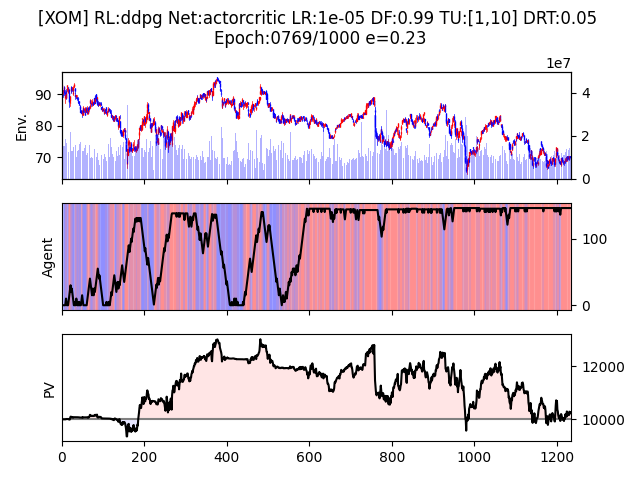 [XOM] RL:ddpg Net:actorcritic LR:1e-05 DF:0.99 TU:[1,10] DRT:0.05
Epoch:0769/1000 e=0.23
1e7
90
80
70
Env.
4
2
0
Agent
100
0
PV
12000
10000
0 200 400 600 800 1000 1200